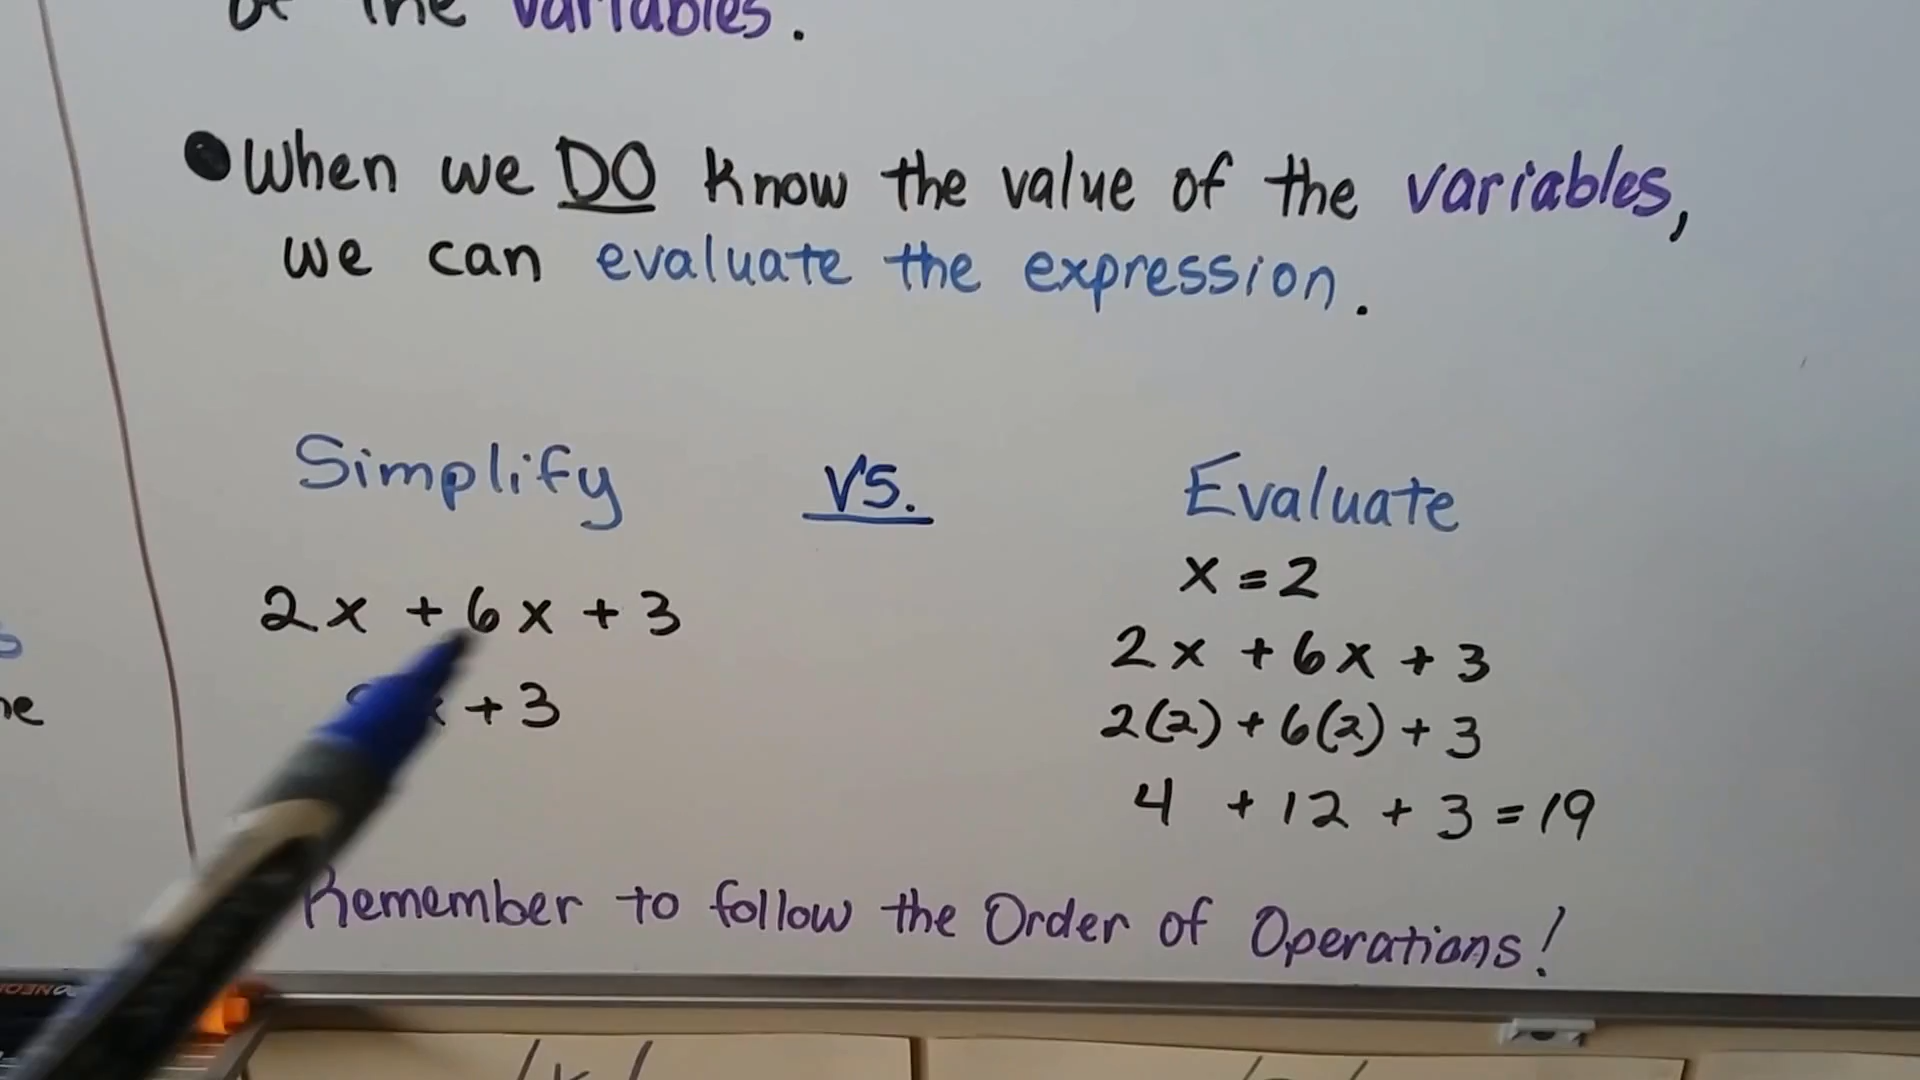 of the variables.
●When we DO know the value of the variables,
we can evaluate the expression.
Simplify VS. Evaluate
x = 2
2x + 6x + 3
2x + 6x + 3
+ 3
2(2) + 6(2) + 3
4 + 12 + 3 = 19
Remember to follow the Order of Operations!